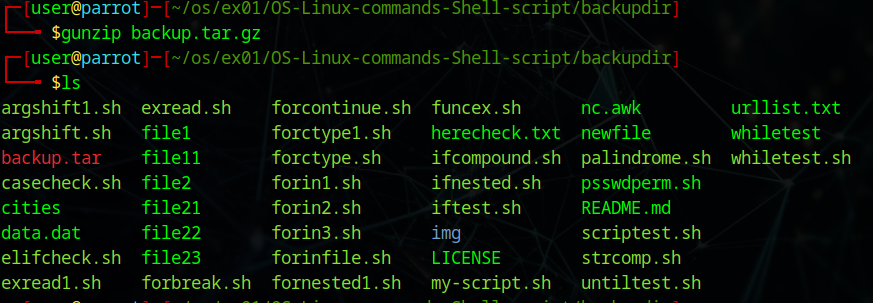 ┌─[user@parrot]─[~/os/ex01/OS-Linux-commands-Shell-script/backupdir]
└──╼ $gunzip backup.tar.gz
┌─[user@parrot]─[~/os/ex01/OS-Linux-commands-Shell-script/backupdir]
└──╼ $ls
argshift1.sh  exread.sh    forcontinue.sh  funcex.sh      nc.awk         urllist.txt
argshift.sh   file1        forctype1.sh    herecheck.txt  newfile        whiletest
backup.tar    file11       forctype.sh     ifcompound.sh  palindrome.sh  whiletest.sh
casecheck.sh  file2        forin1.sh       ifnested.sh    psswdperm.sh
cities        file21       forin2.sh       iftest.sh      README.md
data.dat      file22       forin3.sh       img            scriptest.sh
elifcheck.sh  file23       forinfile.sh    LICENSE        strcomp.sh
exread1.sh    forbreak.sh  fornested1.sh   my-script.sh   untiltest.sh